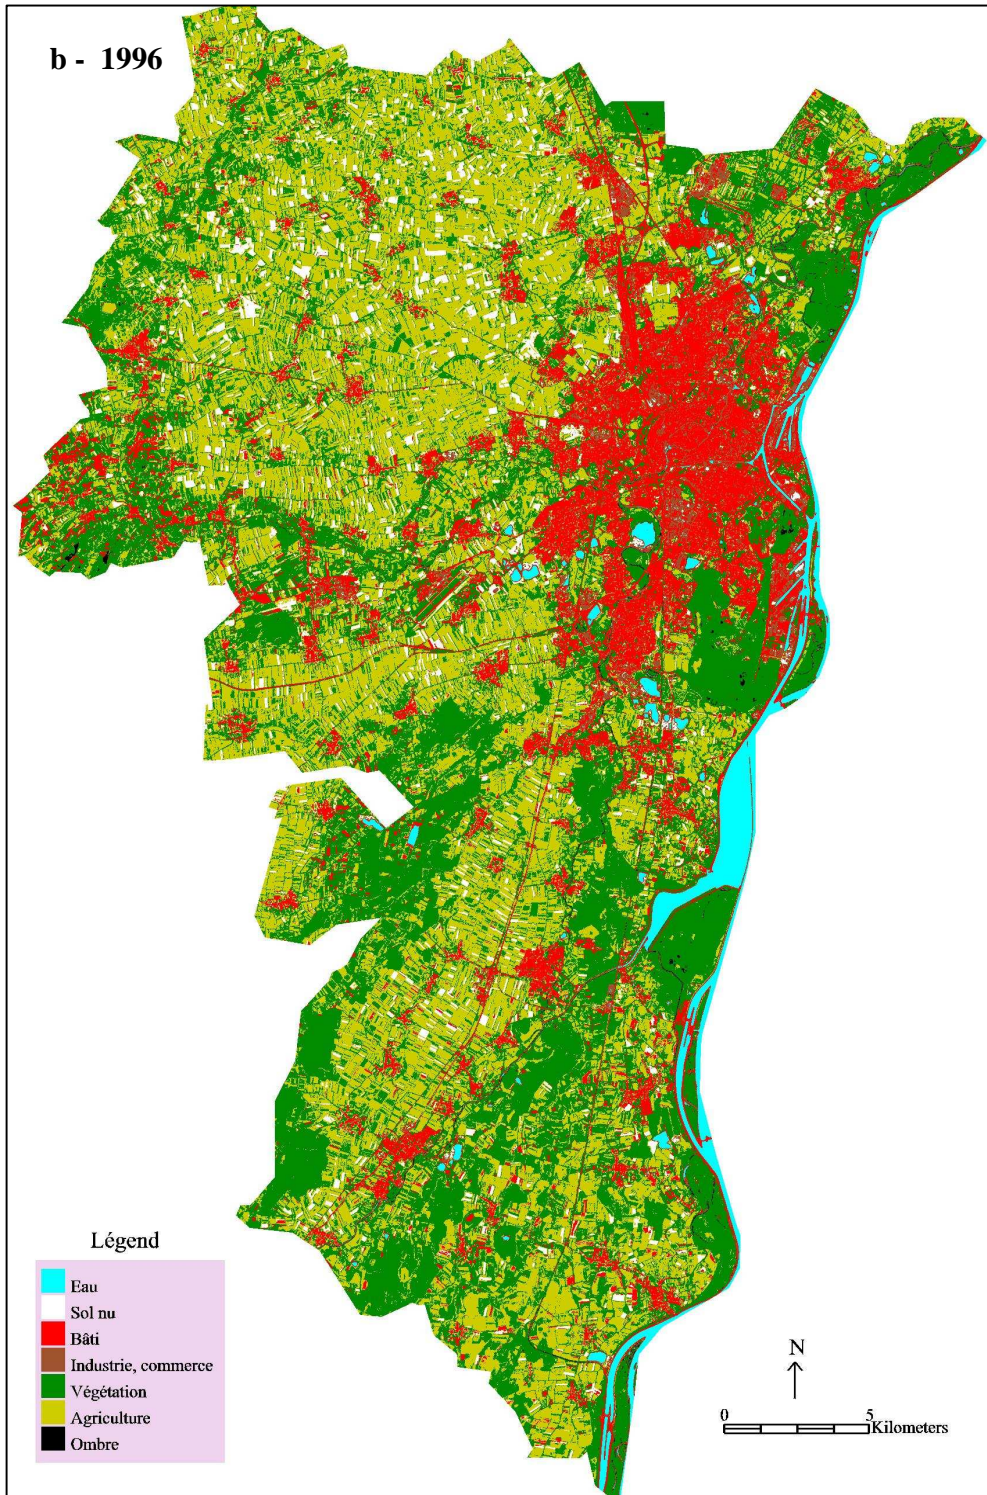 b - 1996
Légend
Eau
Sol nu
Bâti
Industrie, commerce
Végétation
Agriculture
Ombre
N
0 5
Kilometers